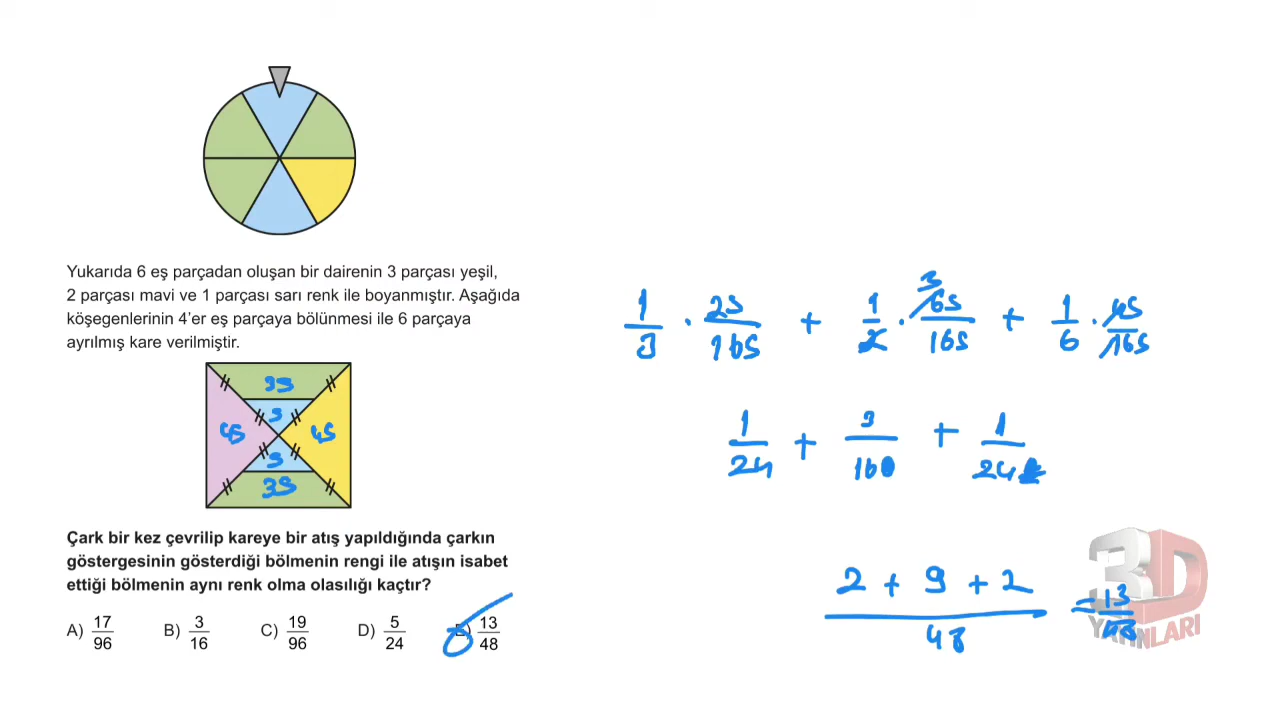 Yukarıda 6 eş parçadan oluşan bir dairenin 3 parçası yeşil,
2 parçası mavi ve 1 parçası sarı renk ile boyanmıştır. Aşağıda
köşegenlerinin 4'er eş parçaya bölünmesi ile 6 parçaya
ayrılmış kare verilmiştir.
3S
S
4S 4S
S
3S
Çark bir kez çevrilip kareye bir atış yapıldığında çarkın
göstergesinin gösterdiği bölmenin rengi ile atışın isabet
ettiği bölmenin aynı renk olma olasılığı kaçtır?
A) 17/96 B) 3/16 C) 19/96 D) 5/24 E) 13/48
1/3 · 2S/16S + 1/2 · 6S/16S + 1/6 · 4S/16S
3
1/24 + 3/16 + 1/24
2 + 9 + 2 / 48 = 13/48
3D
YAYINLARI